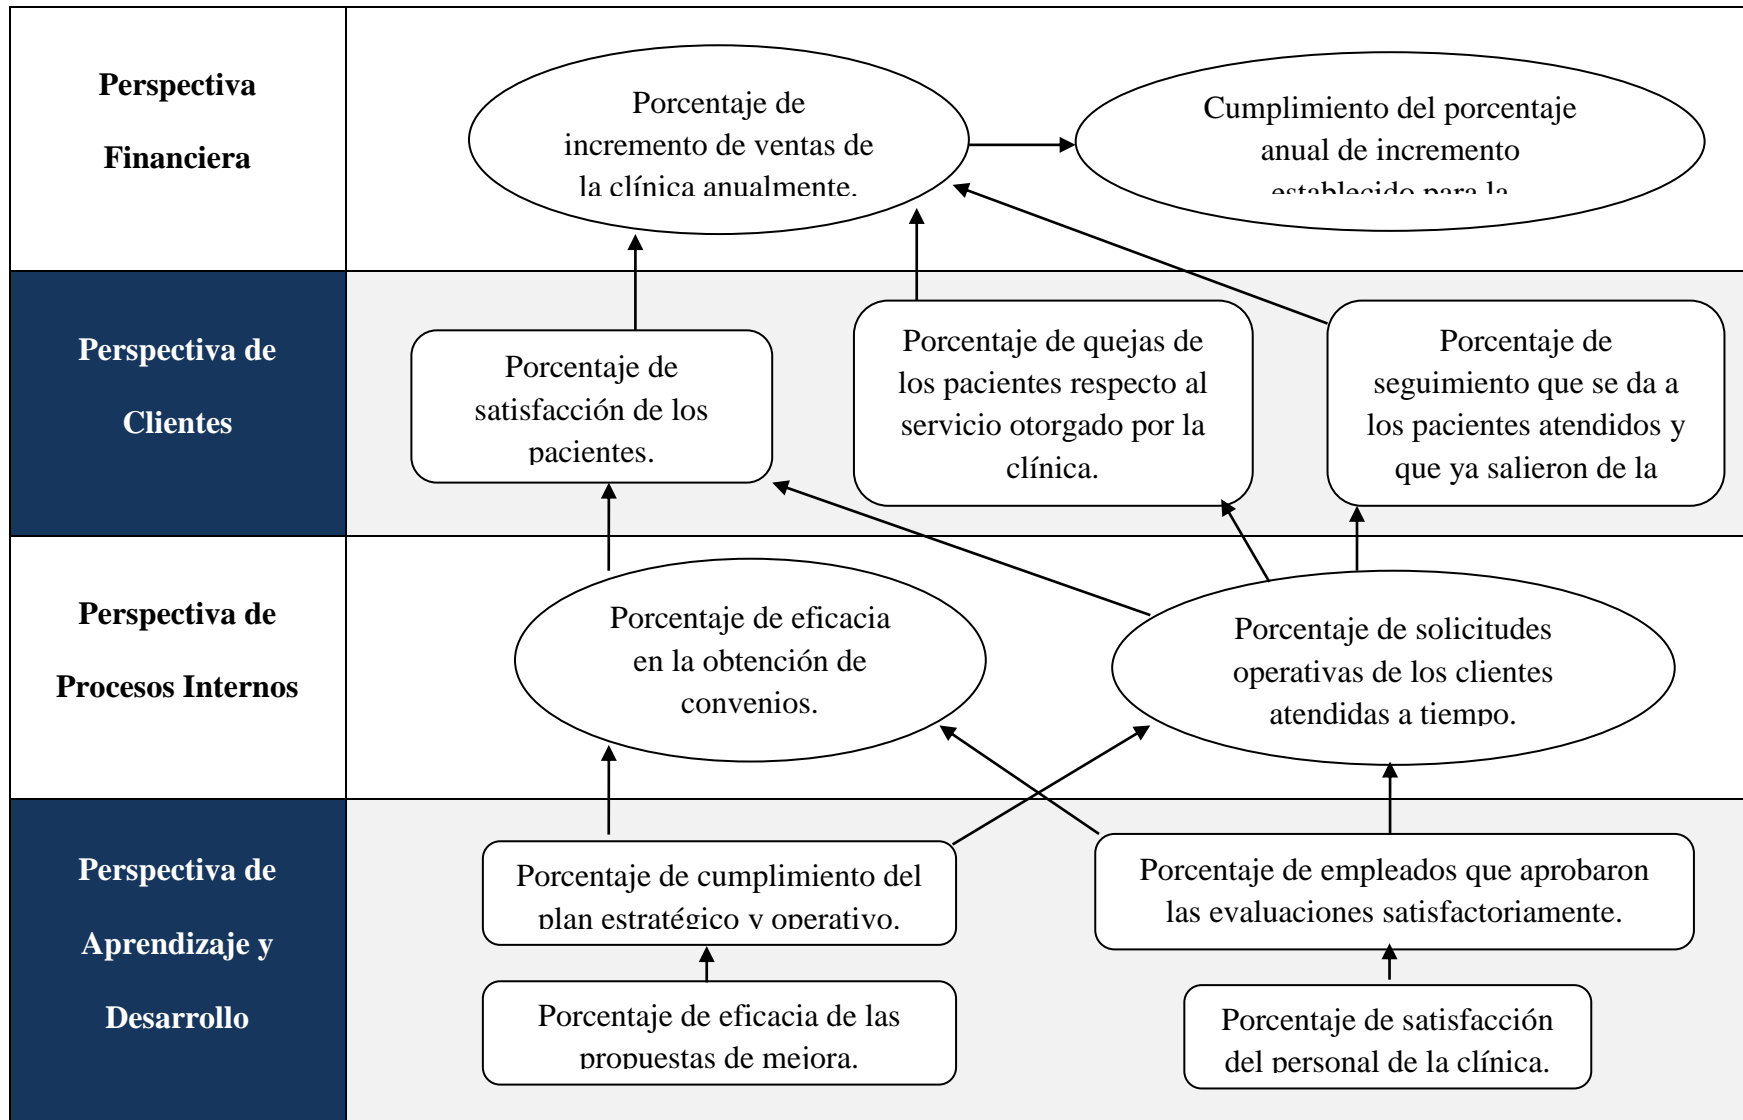 Perspectiva
Financiera
Porcentaje de
incremento de ventas de
la clínica anualmente.
Cumplimiento del porcentaje
anual de incremento
establecido para la
Perspectiva de
Clientes
Porcentaje de
satisfacción de los
pacientes.
Porcentaje de quejas de
los pacientes respecto al
servicio otorgado por la
clínica.
Porcentaje de
seguimiento que se da a
los pacientes atendidos y
que ya salieron de la
Perspectiva de
Procesos Internos
Porcentaje de eficacia
en la obtención de
convenios.
Porcentaje de solicitudes
operativas de los clientes
atendidas a tiempo.
Perspectiva de
Aprendizaje y
Desarrollo
Porcentaje de cumplimiento del
plan estratégico y operativo.
Porcentaje de empleados que aprobaron
las evaluaciones satisfactoriamente.
Porcentaje de eficacia de las
propuestas de mejora.
Porcentaje de satisfacción
del personal de la clínica.